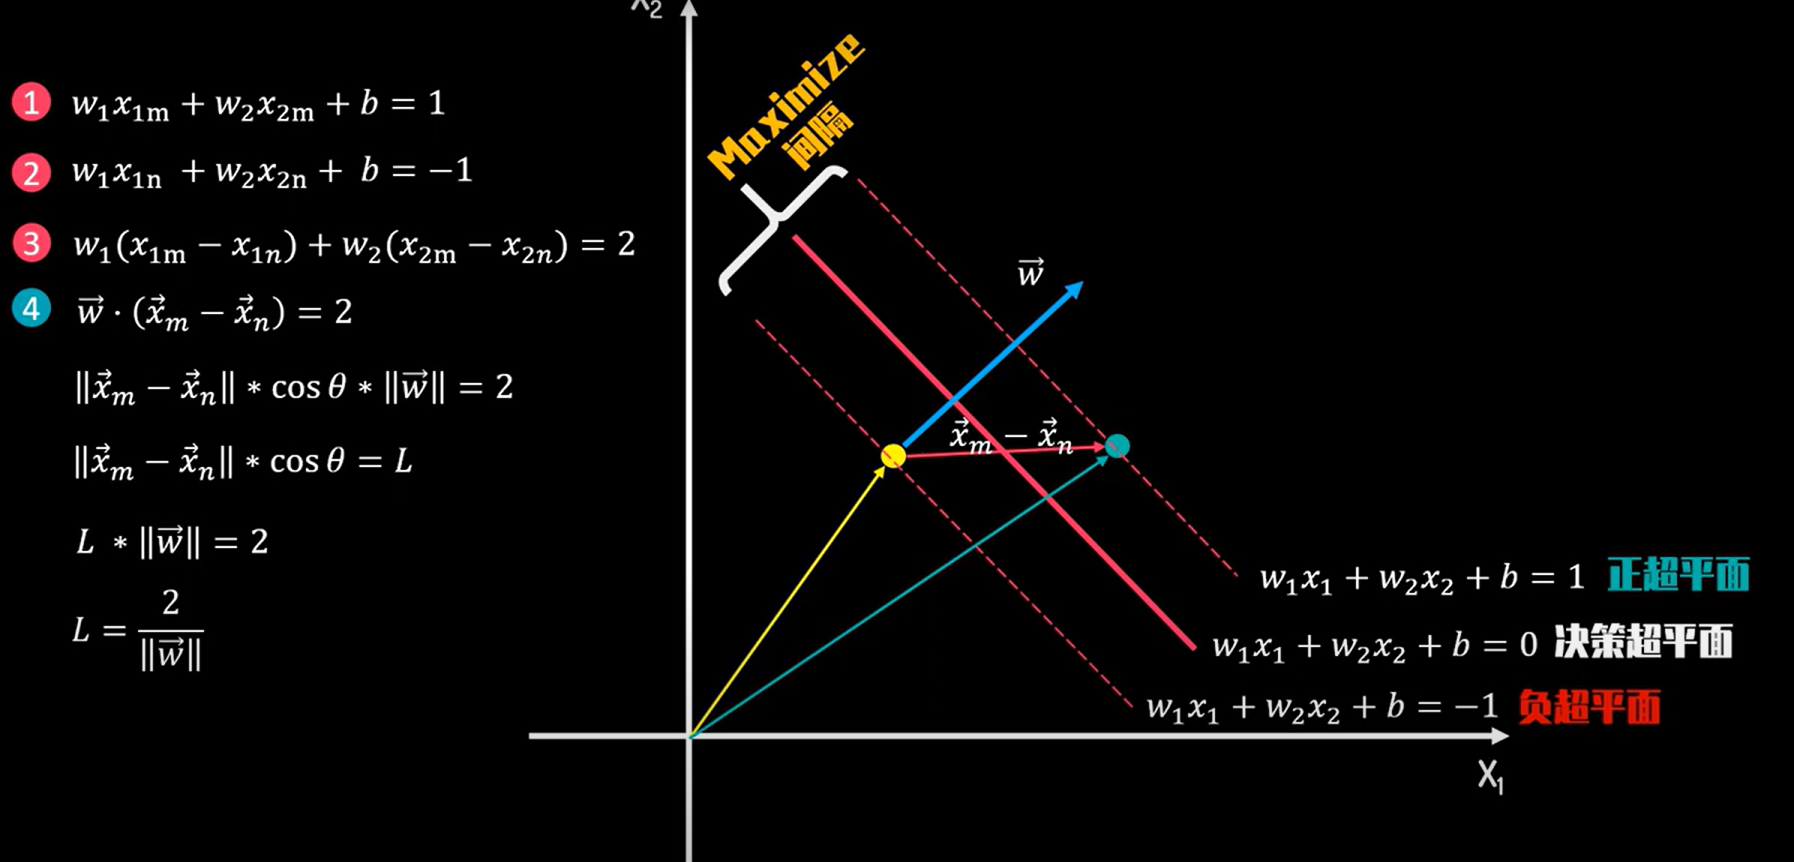 X₂
Maximize
间隔
① w₁x₁ₘ + w₂x₂ₘ + b = 1
② w₁x₁ₙ + w₂x₂ₙ + b = −1
③ w₁(x₁ₘ − x₁ₙ) + w₂(x₂ₘ − x₂ₙ) = 2
④ w⃗ · (x⃗ₘ − x⃗ₙ) = 2
‖x⃗ₘ − x⃗ₙ‖ * cos θ * ‖w⃗‖ = 2
‖x⃗ₘ − x⃗ₙ‖ * cos θ = L
L * ‖w⃗‖ = 2
L = 2/‖w⃗‖
w⃗
x⃗ₘ − x⃗ₙ
w₁x₁ + w₂x₂ + b = 1 正超平面
w₁x₁ + w₂x₂ + b = 0 决策超平面
w₁x₁ + w₂x₂ + b = −1 负超平面
X₁